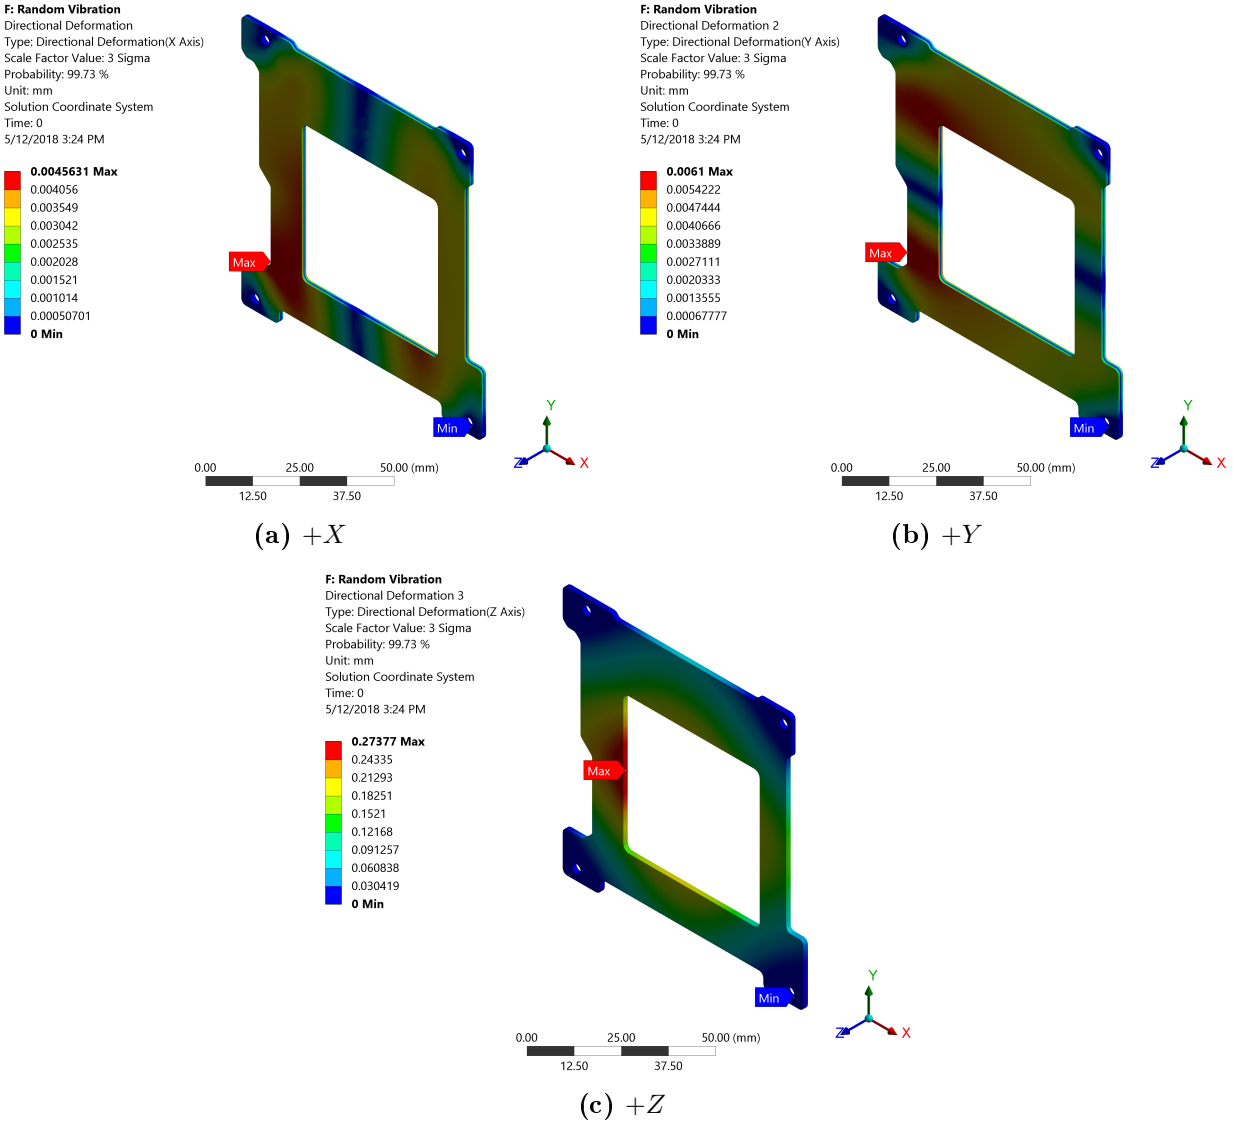 F: Random Vibration
Directional Deformation
Type: Directional Deformation(X Axis)
Scale Factor Value: 3 Sigma
Probability: 99.73 %
Unit: mm
Solution Coordinate System
Time: 0
5/12/2018 3:24 PM
0.0045631 Max
0.004056
0.003549
0.003042
0.002535
0.002028
0.001521
0.001014
0.00050701
0 Min
Max
Min
Y
Z
X
0.00
25.00
50.00 (mm)
12.50
37.50
(a) +X
F: Random Vibration
Directional Deformation 2
Type: Directional Deformation(Y Axis)
Scale Factor Value: 3 Sigma
Probability: 99.73 %
Unit: mm
Solution Coordinate System
Time: 0
5/12/2018 3:24 PM
0.0061 Max
0.0054222
0.0047444
0.0040666
0.0033889
0.0027111
0.0020333
0.0013555
0.00067777
0 Min
Max
Min
Y
Z
X
0.00
25.00
50.00 (mm)
12.50
37.50
(b) +Y
F: Random Vibration
Directional Deformation 3
Type: Directional Deformation(Z Axis)
Scale Factor Value: 3 Sigma
Probability: 99.73 %
Unit: mm
Solution Coordinate System
Time: 0
5/12/2018 3:24 PM
0.27377 Max
0.24335
0.21293
0.18251
0.1521
0.12168
0.091257
0.060838
0.030419
0 Min
Max
Min
Y
Z
X
0.00
25.00
50.00 (mm)
12.50
37.50
(c) +Z